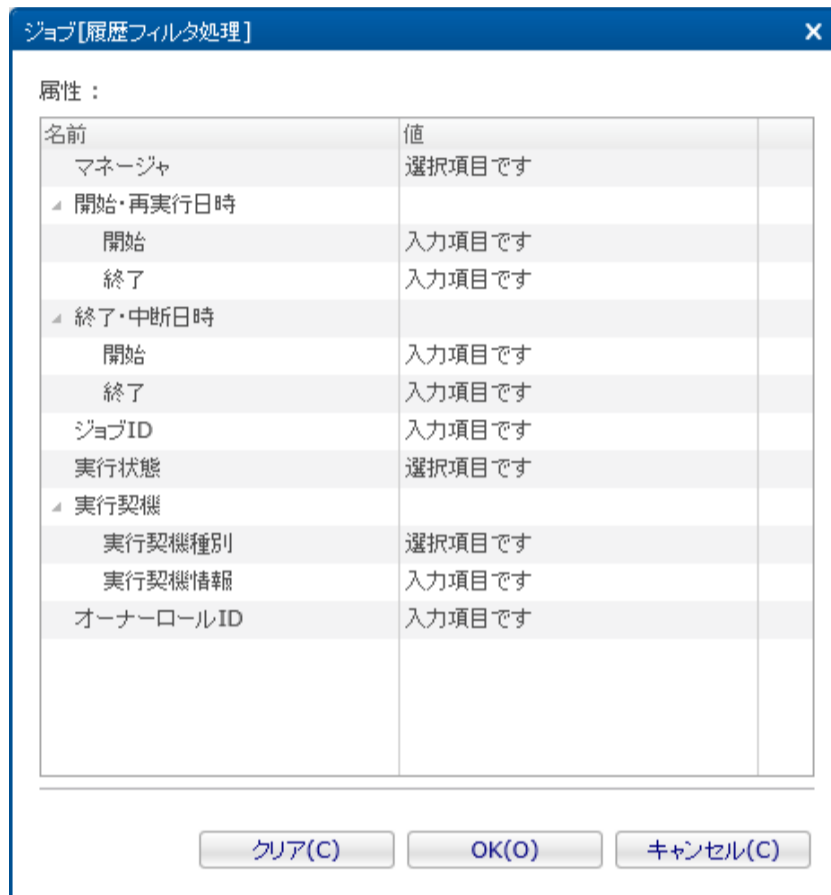 ジョブ[履歴フィルタ処理]
属性：
名前 値
マネージャ 選択項目です
開始・再実行日時
開始 入力項目です
終了 入力項目です
終了・中断日時
開始 入力項目です
終了 入力項目です
ジョブID 入力項目です
実行状態 選択項目です
実行契機
実行契機種別 選択項目です
実行契機情報 入力項目です
オーナーロールID 入力項目です
クリア(C) OK(O) キャンセル(C)